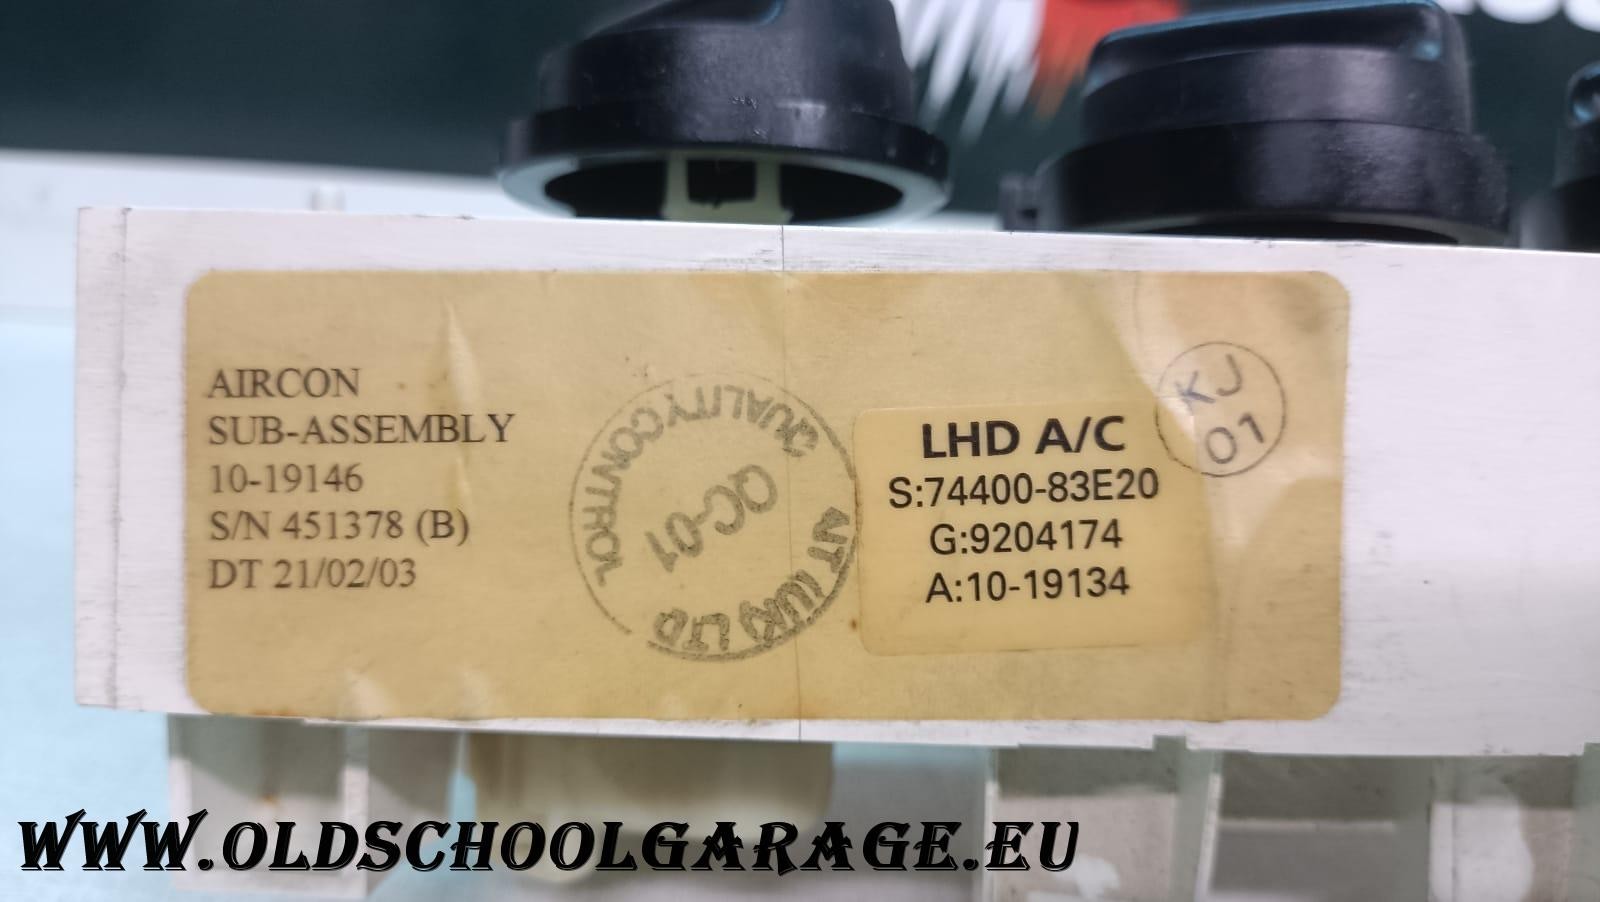 AIRCON
SUB-ASSEMBLY
10-19146
S/N 451378 (B)
DT 21/02/03
QUALITY CONTROL
QC-01
NT (UK) LTD
LHD A/C
S:74400-83E20
G:9204174
A:10-19134
KJ
01
WWW.OLDSCHOOLGARAGE.EU